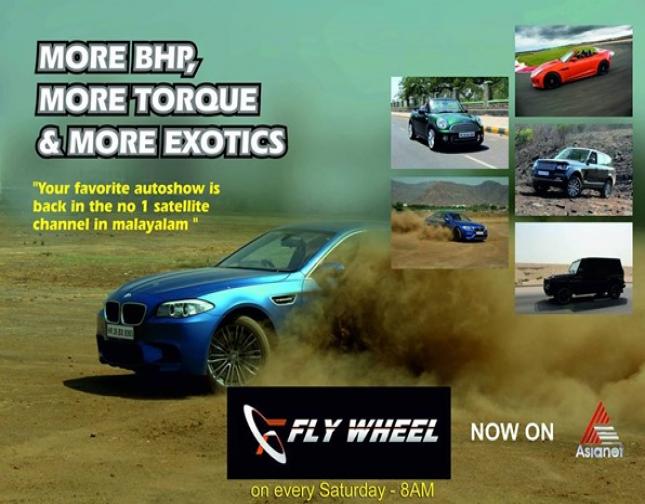 MORE BHP,
MORE TORQUE
& MORE EXOTICS
"Your favorite autoshow is
back in the no 1 satellite
channel in malayalam "
FLY WHEEL
NOW ON
Asianet
on every Saturday - 8AM